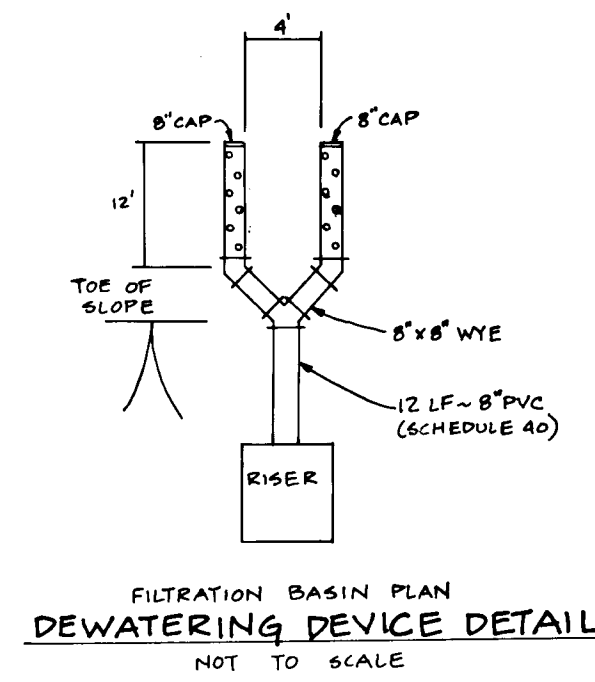 4'
8" CAP
8" CAP
12'
TOE OF
SLOPE
8" X 8" WYE
12 LF~ 8" PVC
(SCHEDULE 40)
RISER
FILTRATION BASIN PLAN
DEWATERING DEVICE DETAIL
NOT TO SCALE